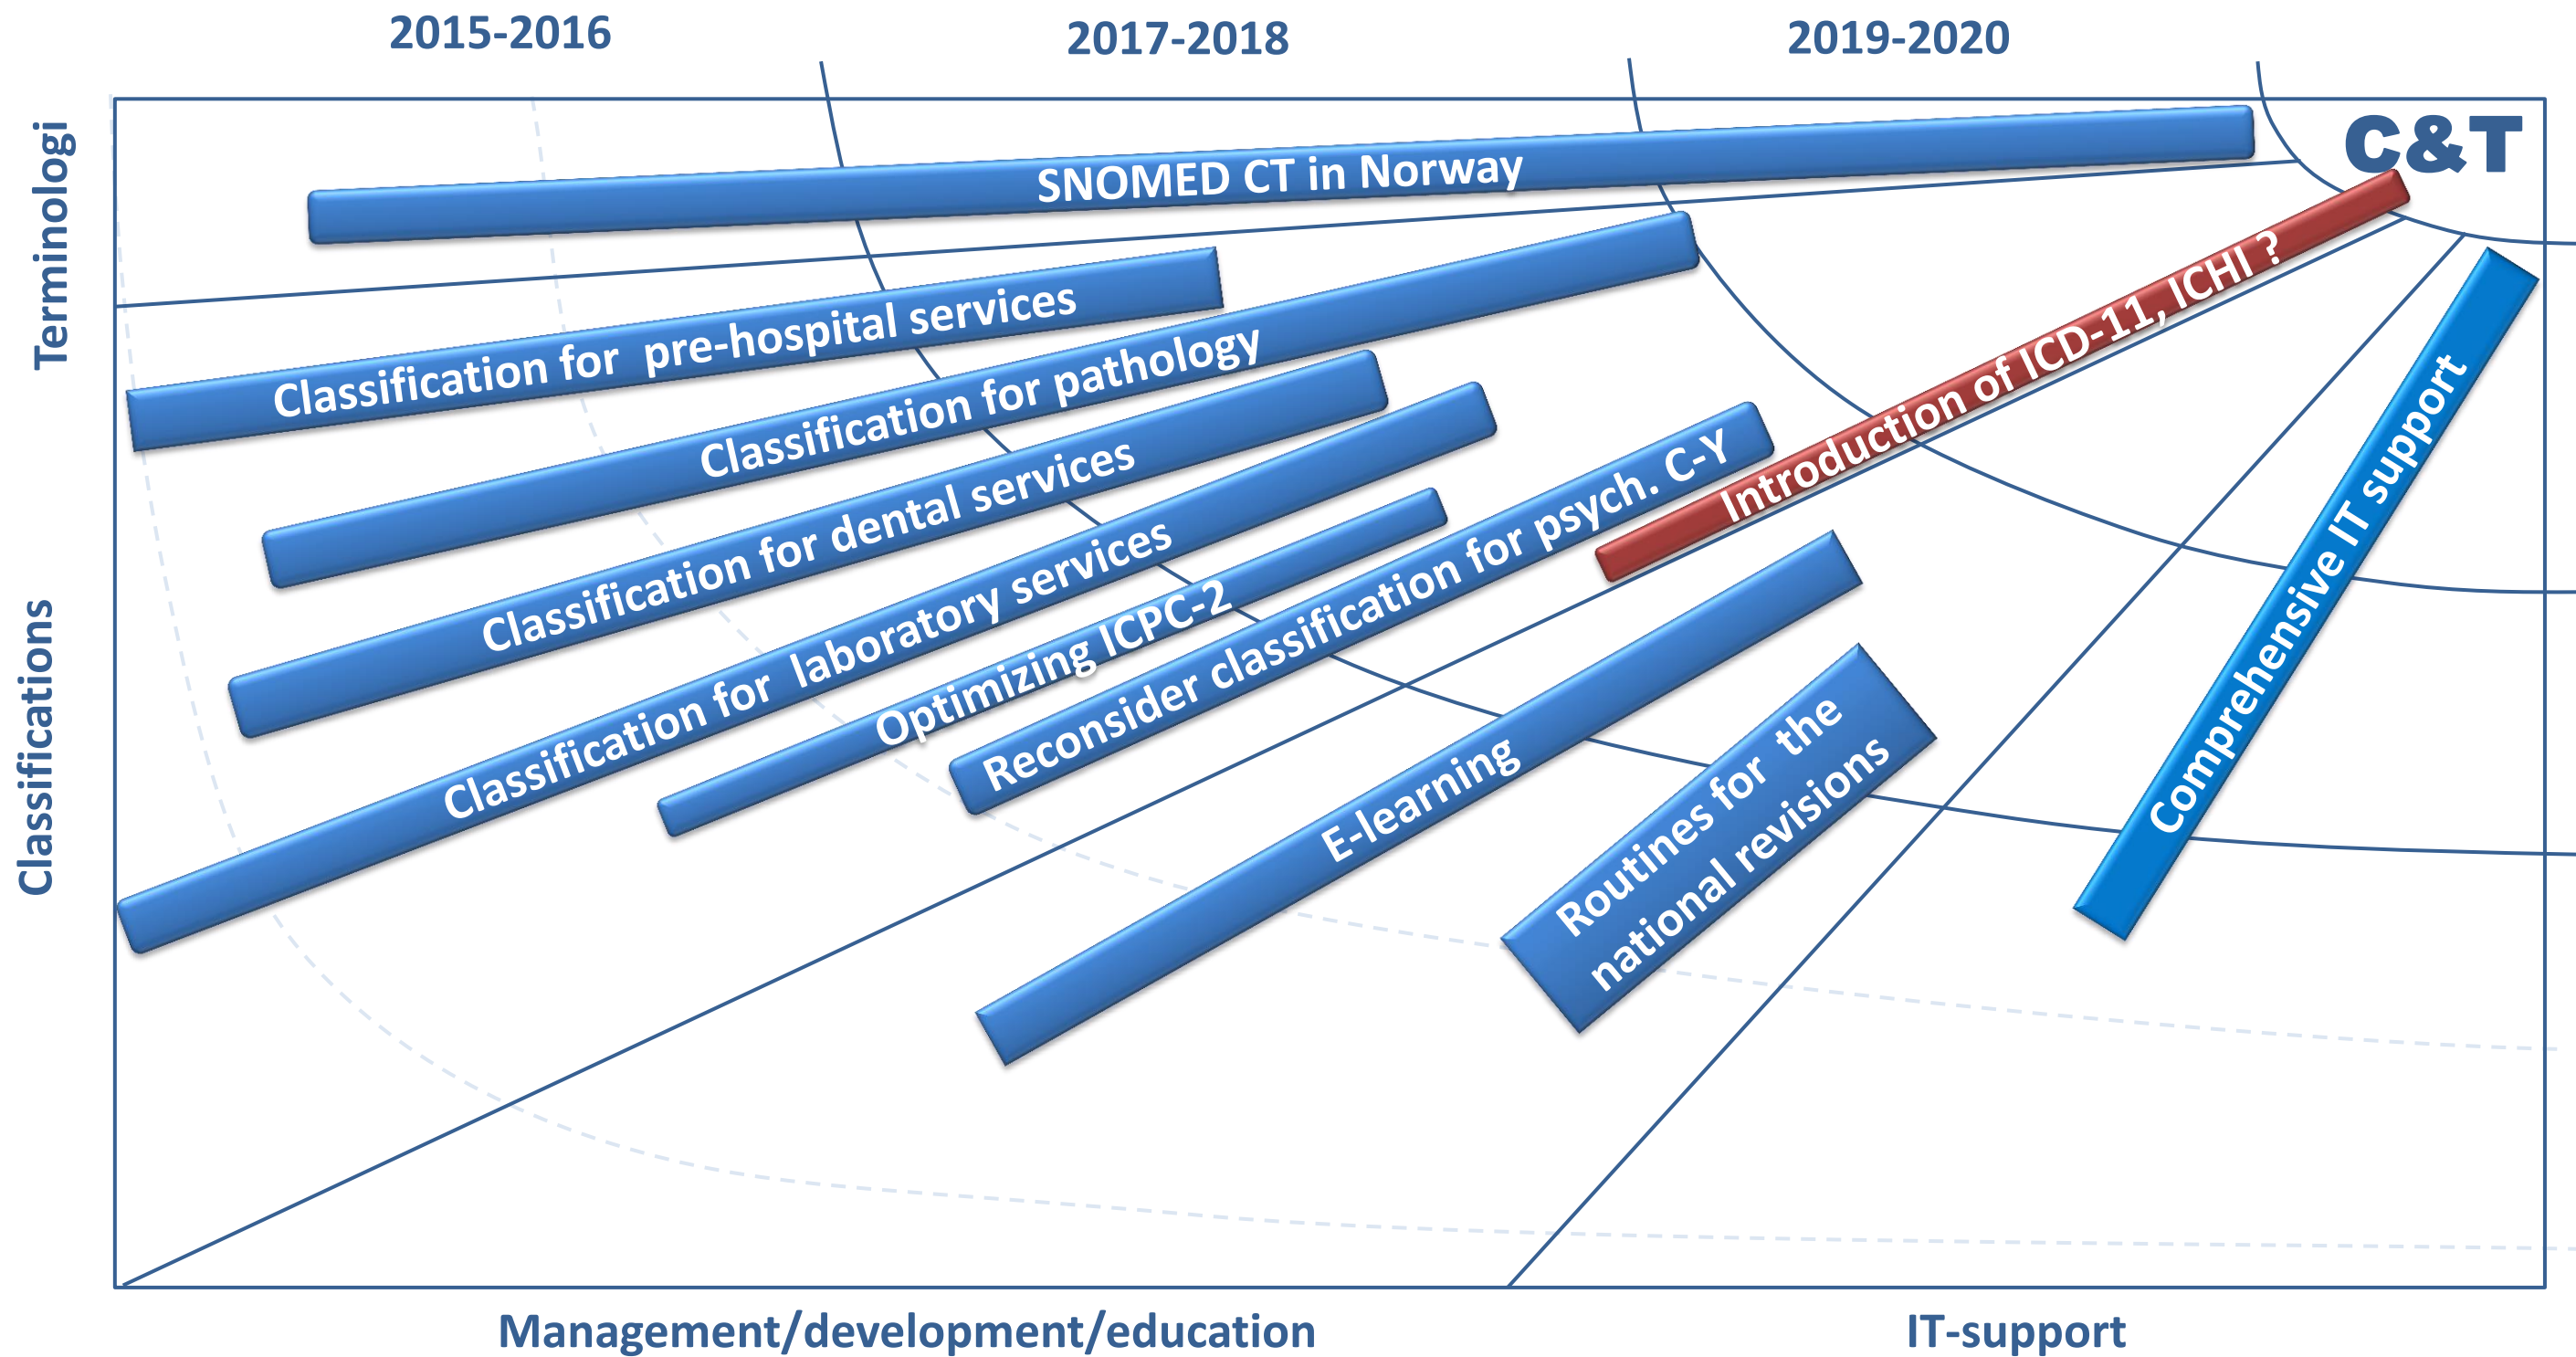 2015-2016
2017-2018
2019-2020
Terminologi
C&T
SNOMED CT in Norway
Classification for pre-hospital services
Classification for pathology
Classification for dental services
Classification for laboratory services
Optimizing ICPC-2
Reconsider classification for psych. C-Y
Introduction of ICD-11, ICHI ?
Classifications
E-learning
Routines for the
national revisions
Comprehensive IT support
Management/development/education
IT-support